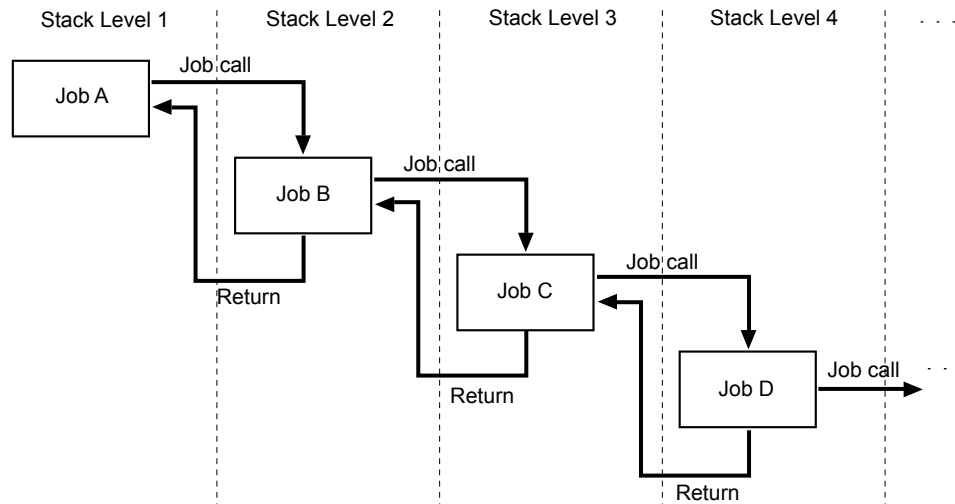 Stack Level 1
Stack Level 2
Stack Level 3
Stack Level 4
. . .
Job call
Job A
Job call
Job B
Job call
Job C
Return
Job call
. .
Job D
Return
Return